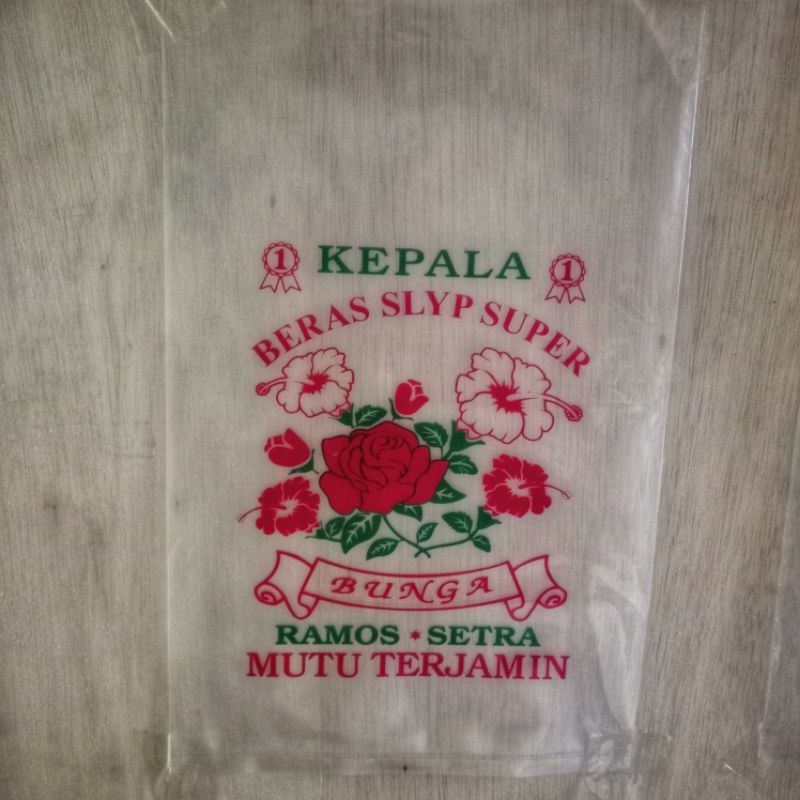 1 KEPALA 1
BERAS SLYP SUPER
BUNGA
RAMOS * SETRA
MUTU TERJAMIN